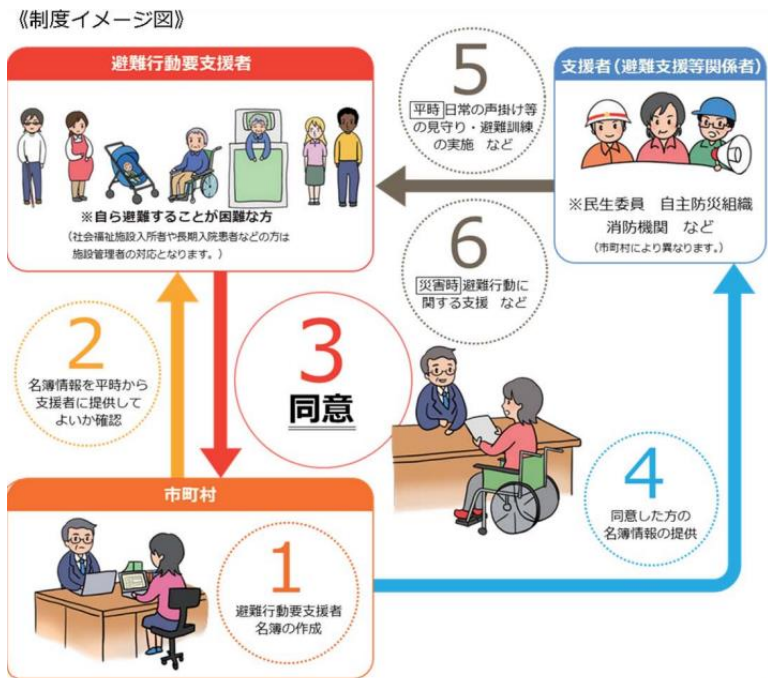 《制度イメージ図》
避難行動要支援者
※自ら避難することが困難な方
(社会福祉施設入所者や長期入院患者などの方は
施設管理者の対応となります。)
5
平時 日常の声掛け等
の見守り・避難訓練
の実施 など
支援者(避難支援等関係者)
※民生委員 自主防災組織
消防機関 など
(市町村により異なります。)
6
災害時 避難行動に
関する支援 など
2
名簿情報を平時から
支援者に提供して
よいか確認
3
同意
4
同意した方の
名簿情報の提供
市町村
1
避難行動要支援者
名簿の作成